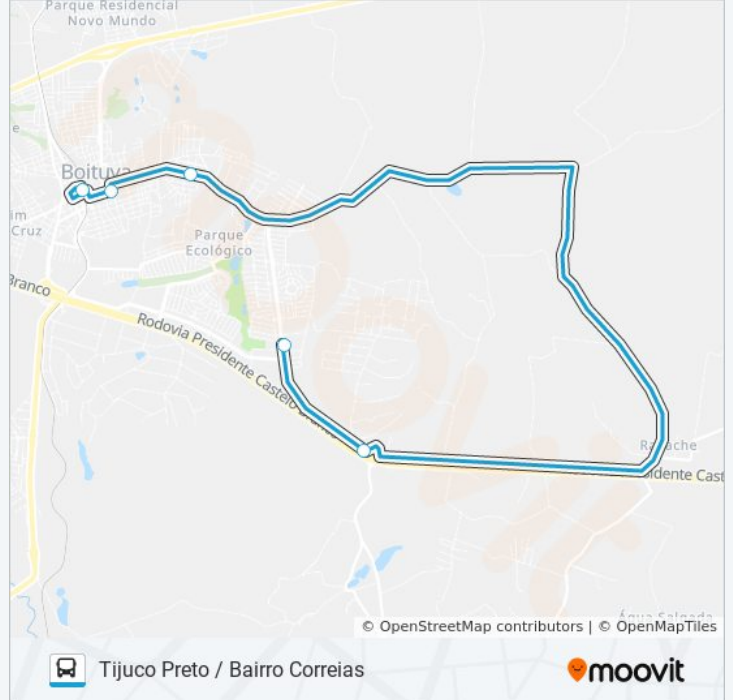 Parque Residencial
Novo Mundo
e
Boituva
im
Cruz
Parque
Ecológico
Branco
Rodovia Presidente Castelo Branco
idente Cast
Água Salgada
© OpenStreetMap contributors | © OpenMapTiles
Tijuco Preto / Bairro Correias
moovit